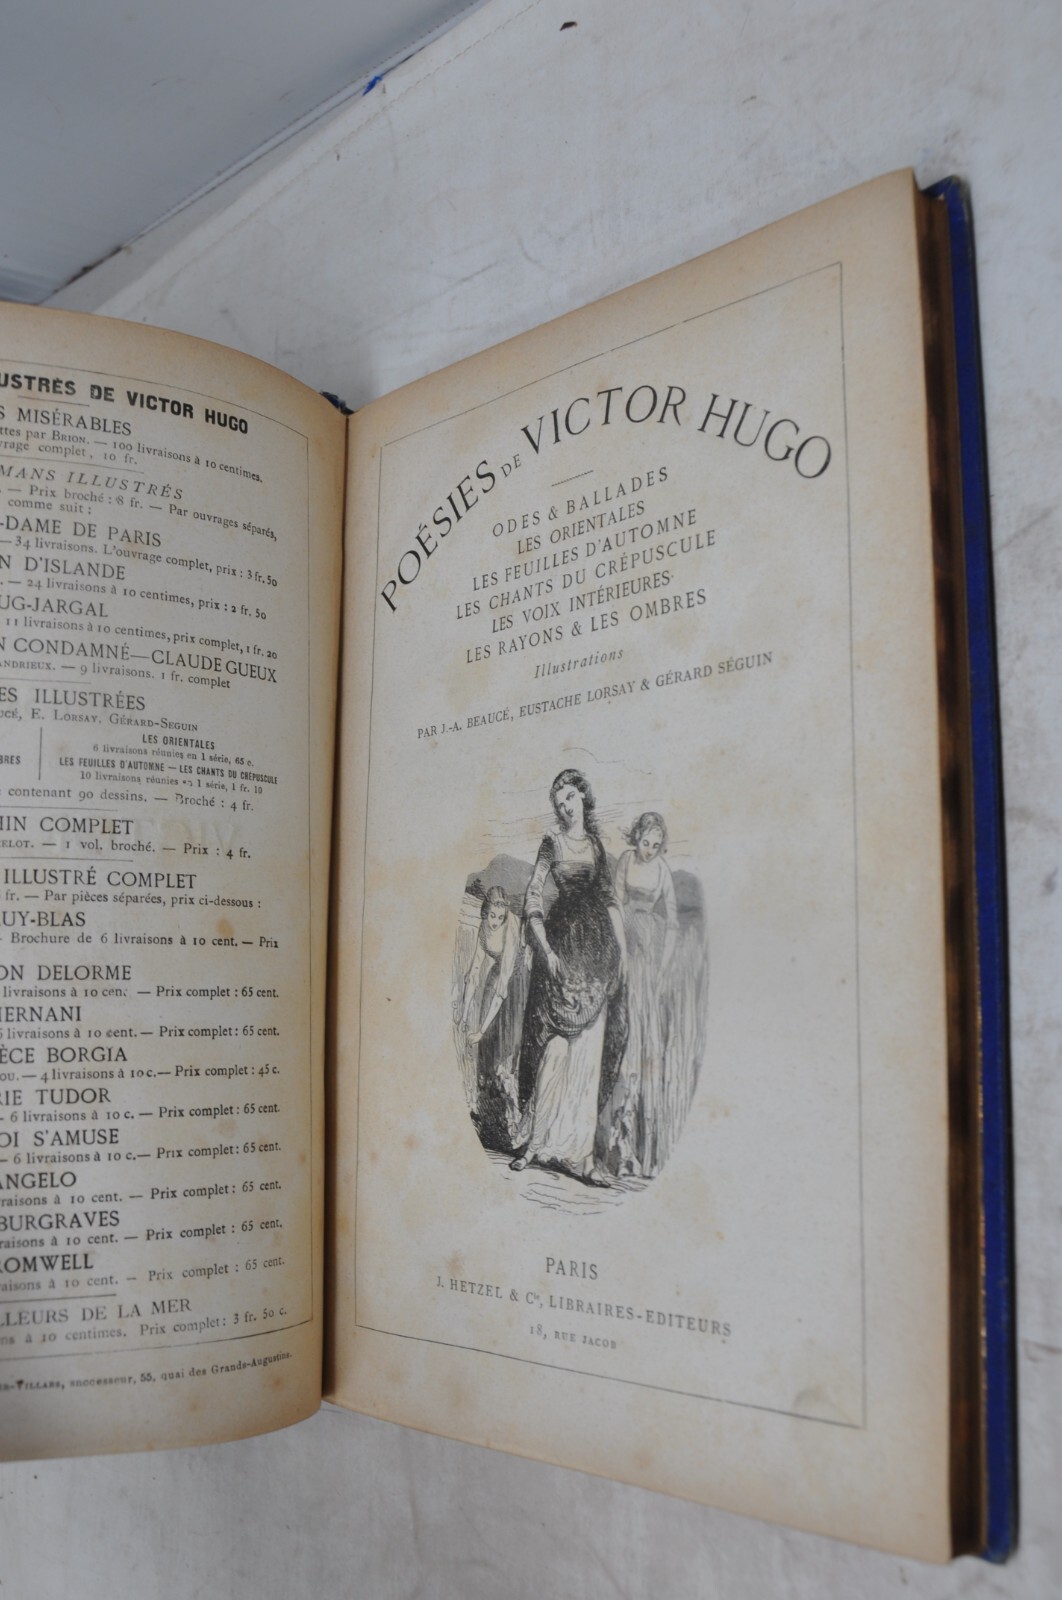 DE VICTOR HUGO
MISÉRABLES
par BRION. — 100 livraisons à 10 centimes.
complet, 10 fr.
ILLUSTRÉS
— Prix broché : 8 fr. — Par ouvrages séparés,
comme suit :
DAME DE PARIS
— 34 livraisons. L'ouvrage complet, prix : 3 fr. 50
D'ISLANDE
— 24 livraisons à 10 centimes, prix : 2 fr. 50
UG-JARGAL
11 livraisons à 10 centimes, prix complet, 1 fr. 20
CONDAMNÉ—CLAUDE GUEUX
ANDRIEUX. — 9 livraisons. 1 fr. complet
ILLUSTRÉES
E. LORSAY, GÉRARD-SEGUIN
LES ORIENTALES
6 livraisons réunies en 1 série, 65 c.
LES FEUILLES D'AUTOMNE — LES CHANTS DU CRÉPUSCULE
10 livraisons réunies en 1 série, 1 fr. 10
contenant 90 dessins. — Broché : 4 fr.
COMPLET
— 1 vol. broché. — Prix : 4 fr.
ILLUSTRÉ COMPLET
fr. — Par pièces séparées, prix ci-dessous :
UY-BLAS
Brochure de 6 livraisons à 10 cent. — Prix
ON DELORME
livraisons à 10 cen. — Prix complet : 65 cent.
HERNANI
livraisons à 10 cent. — Prix complet : 65 cent.
ÈCE BORGIA
— 4 livraisons à 10 c.— Prix complet : 45 c.
RIE TUDOR
— 6 livraisons à 10 c. — Prix complet : 65 cent.
OI S'AMUSE
— 6 livraisons à 10 c.— Prix complet : 65 cent.
ANGELO
à 10 cent. — Prix complet : 65 cent.
BURGRAVES
à 10 cent. — Prix complet : 65 cent.
ROMWELL
à 10 cent. — Prix complet : 65 cent.
LLEURS DE LA MER
à 10 centimes. Prix complet : 3 fr. 50 c.
VILLARS, successeur, 55, quai des Grands-Augustins.
POÉSIES DE VICTOR HUGO
ODES & BALLADES
LES ORIENTALES
LES FEUILLES D'AUTOMNE
LES CHANTS DU CRÉPUSCULE
LES VOIX INTÉRIEURES
LES RAYONS & LES OMBRES
Illustrations
PAR J.-A. BEAUCÉ, EUSTACHE LORSAY & GÉRARD SÉGUIN
PARIS
J. HETZEL & Cie, LIBRAIRES-EDITEURS
18, RUE JACOB